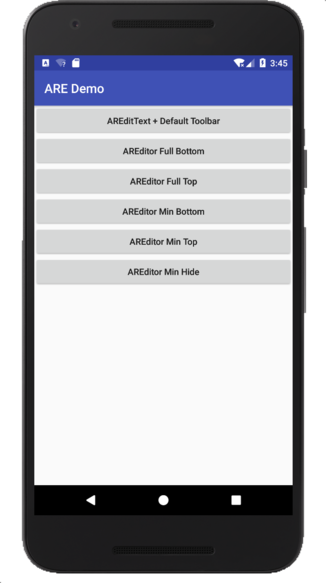 3:45
ARE Demo
AREditText + Default Toolbar
AREditor Full Bottom
AREditor Full Top
AREditor Min Bottom
AREditor Min Top
AREditor Min Hide